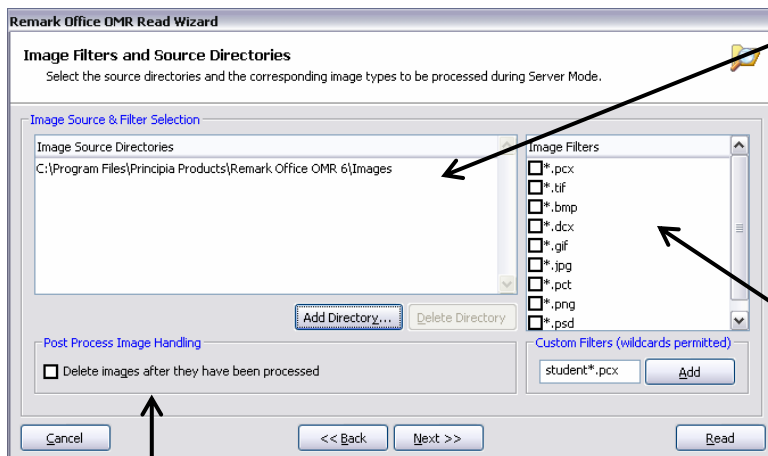 Remark Office OMR Read Wizard
Image Filters and Source Directories
Select the source directories and the corresponding image types to be processed during Server Mode.
Image Source & Filter Selection
Image Source Directories
C:\Program Files\Principia Products\Remark Office OMR 6\Images
Image Filters
*.pcx
*.tif
*.bmp
*.dcx
*.gif
*.jpg
*.pct
*.png
*.psd
Add Directory...
Delete Directory
Post Process Image Handling
Delete images after they have been processed
Custom Filters (wildcards permitted)
student*.pcx
Add
Cancel
<< Back
Next >>
Read